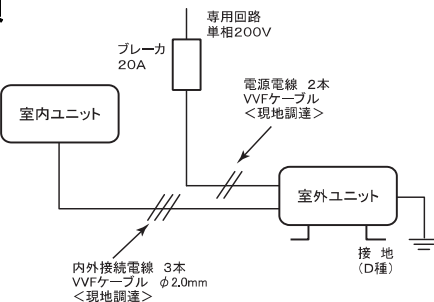 専用回路
単相200V
ブレーカ
20A
電源電線 2本
VVFケーブル
<現地調達>
室内ユニット
室外ユニット
接 地
(D種)
内外接続電線 3本
VVFケーブル φ2.0mm
<現地調達>